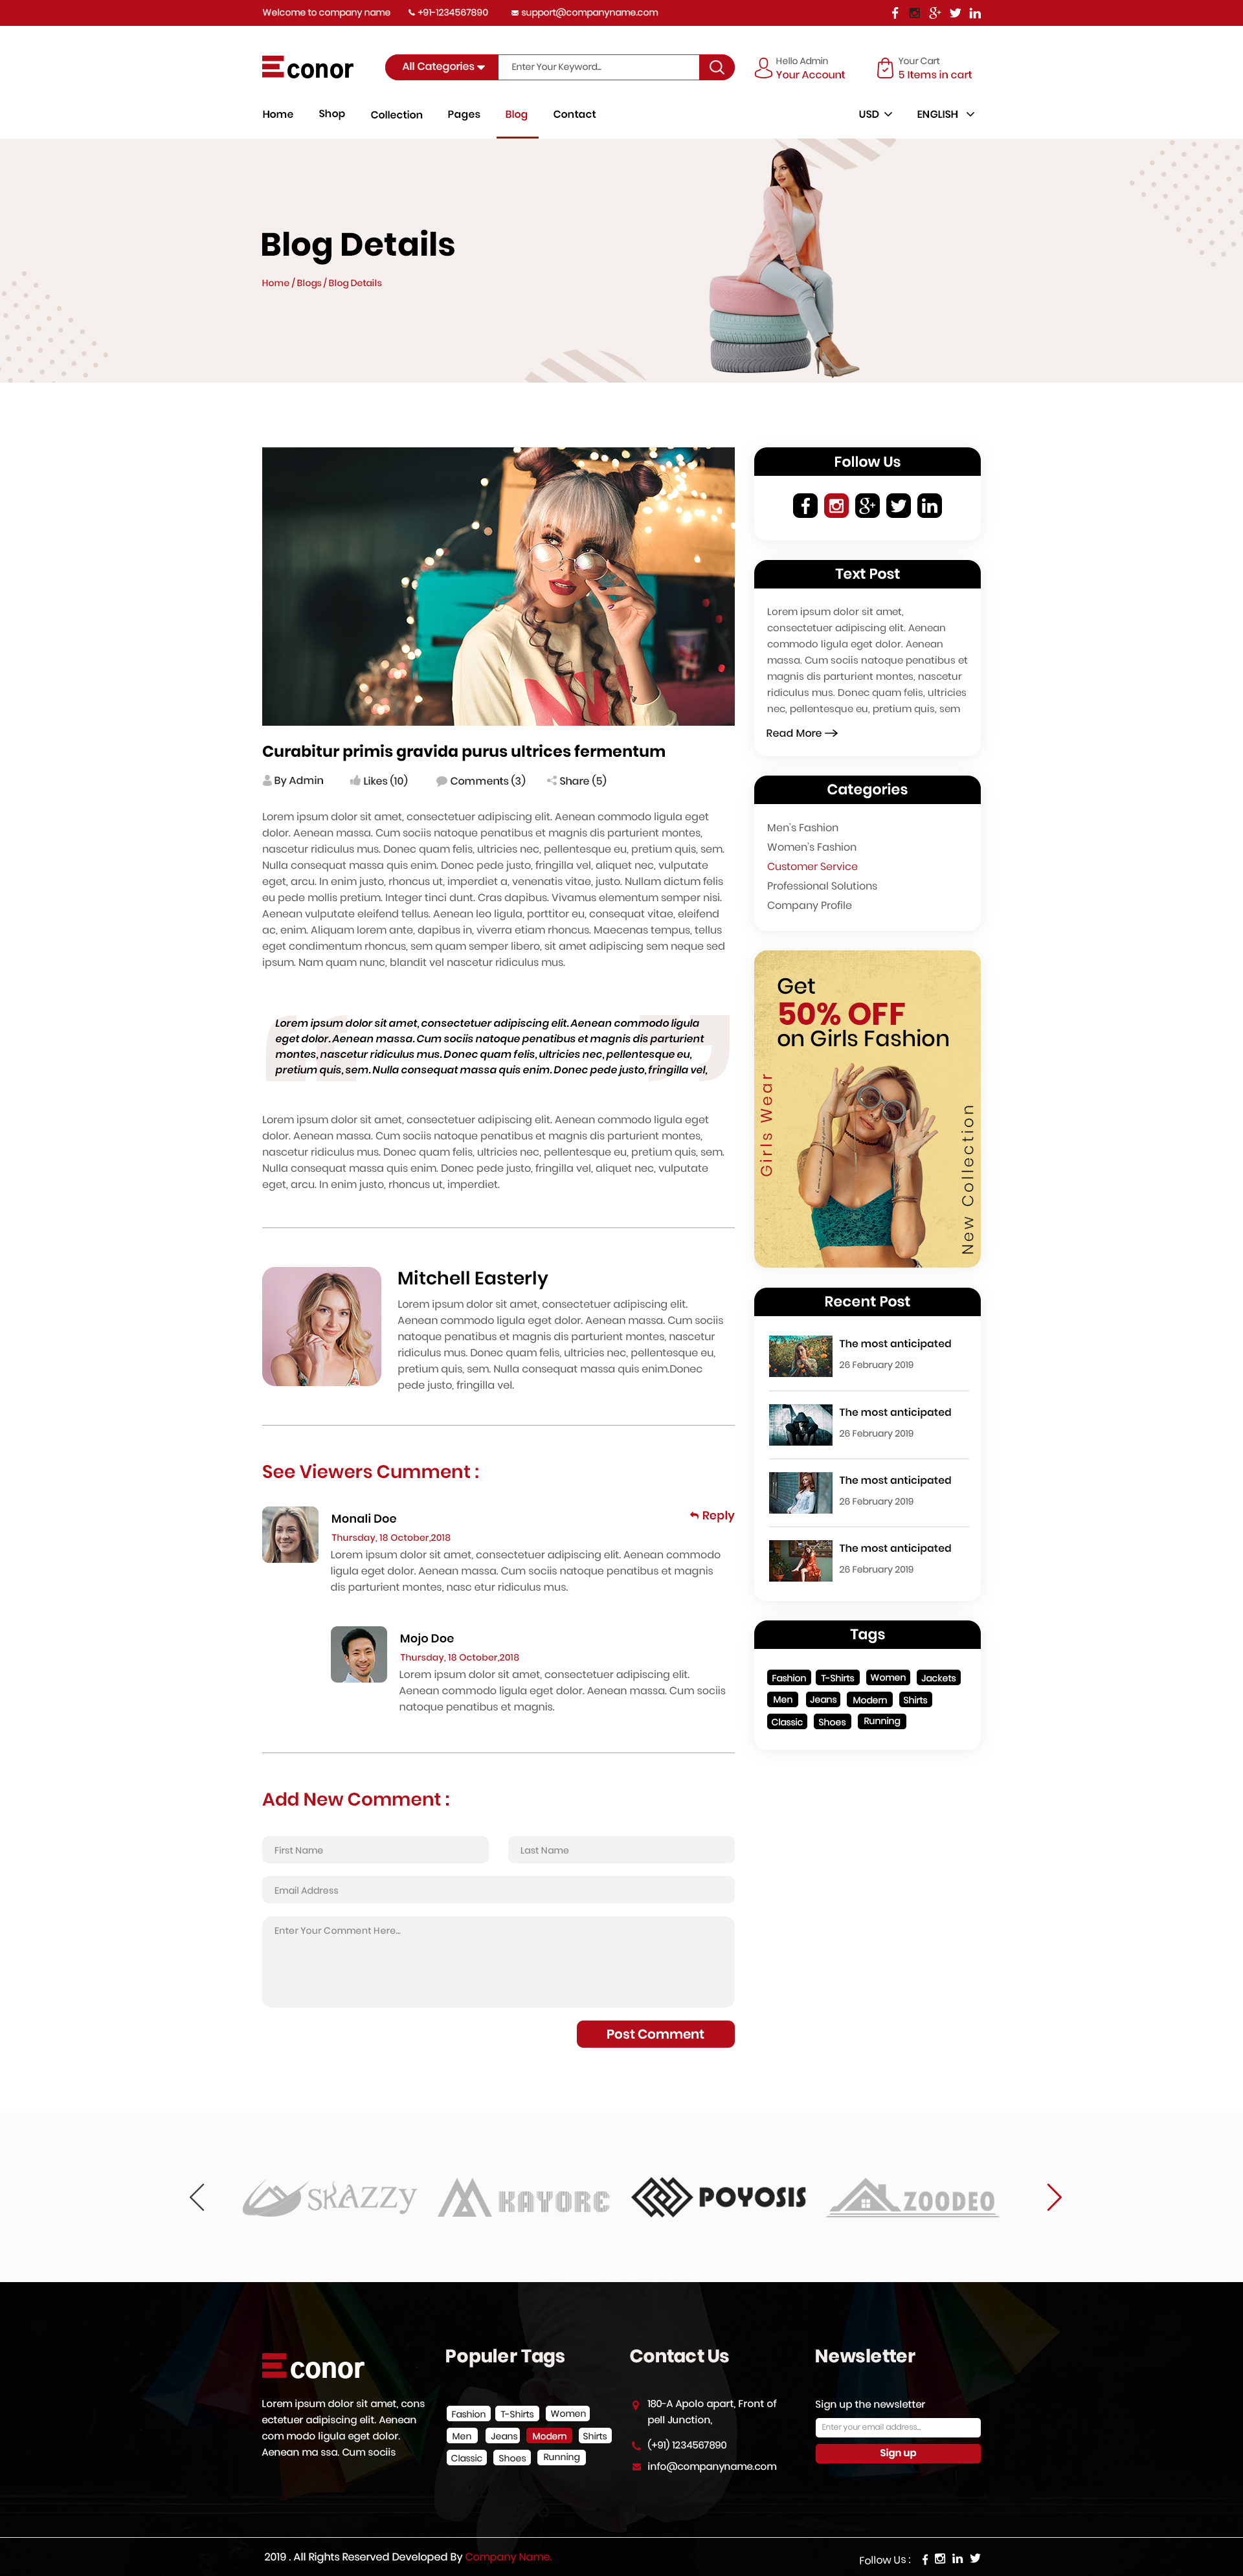 Welcome to company name +91-1234567890 support@companyname.com
Econor
All Categories Enter Your Keyword...
Hello Admin
Your Account
Your Cart
5 Items in cart
Home Shop Collection Pages Blog Contact USD ENGLISH
Blog Details
Home / Blogs / Blog Details
Curabitur primis gravida purus ultrices fermentum
By Admin Likes (10) Comments (3) Share (5)
Lorem ipsum dolor sit amet, consectetuer adipiscing elit. Aenean commodo ligula eget
dolor. Aenean massa. Cum sociis natoque penatibus et magnis dis parturient montes,
nascetur ridiculus mus. Donec quam felis, ultricies nec, pellentesque eu, pretium quis, sem.
Nulla consequat massa quis enim. Donec pede justo, fringilla vel, aliquet nec, vulputate
eget, arcu. In enim justo, rhoncus ut, imperdiet a, venenatis vitae, justo. Nullam dictum felis
eu pede mollis pretium. Integer tinci dunt. Cras dapibus. Vivamus elementum semper nisi.
Aenean vulputate eleifend tellus. Aenean leo ligula, porttitor eu, consequat vitae, eleifend
ac, enim. Aliquam lorem ante, dapibus in, viverra etiam rhoncus. Maecenas tempus, tellus
eget condimentum rhoncus, sem quam semper libero, sit amet adipiscing sem neque sed
ipsum. Nam quam nunc, blandit vel nascetur ridiculus mus.
Lorem ipsum dolor sit amet, consectetuer adipiscing elit. Aenean commodo ligula
eget dolor. Aenean massa. Cum sociis natoque penatibus et magnis dis parturient
montes, nascetur ridiculus mus. Donec quam felis, ultricies nec, pellentesque eu,
pretium quis, sem. Nulla consequat massa quis enim. Donec pede justo, fringilla vel,
Lorem ipsum dolor sit amet, consectetuer adipiscing elit. Aenean commodo ligula eget
dolor. Aenean massa. Cum sociis natoque penatibus et magnis dis parturient montes,
nascetur ridiculus mus. Donec quam felis, ultricies nec, pellentesque eu, pretium quis, sem.
Nulla consequat massa quis enim. Donec pede justo, fringilla vel, aliquet nec, vulputate
eget, arcu. In enim justo, rhoncus ut, imperdiet.
Mitchell Easterly
Lorem ipsum dolor sit amet, consectetuer adipiscing elit.
Aenean commodo ligula eget dolor. Aenean massa. Cum sociis
natoque penatibus et magnis dis parturient montes, nascetur
ridiculus mus. Donec quam felis, ultricies nec, pellentesque eu,
pretium quis, sem. Nulla consequat massa quis enim.Donec
pede justo, fringilla vel.
See Viewers Cumment :
Monali Doe
Reply
Thursday, 18 October,2018
Lorem ipsum dolor sit amet, consectetuer adipiscing elit. Aenean commodo
ligula eget dolor. Aenean massa. Cum sociis natoque penatibus et magnis
dis parturient montes, nasc etur ridiculus mus.
Mojo Doe
Thursday, 18 October,2018
Lorem ipsum dolor sit amet, consectetuer adipiscing elit.
Aenean commodo ligula eget dolor. Aenean massa. Cum sociis
natoque penatibus et magnis.
Add New Comment :
First Name Last Name
Email Address
Enter Your Comment Here...
Post Comment
Follow Us
Text Post
Lorem ipsum dolor sit amet,
consectetuer adipiscing elit. Aenean
commodo ligula eget dolor. Aenean
massa. Cum sociis natoque penatibus et
magnis dis parturient montes, nascetur
ridiculus mus. Donec quam felis, ultricies
nec, pellentesque eu, pretium quis, sem
Read More
Categories
Men's Fashion
Women's Fashion
Customer Service
Professional Solutions
Company Profile
Get
50% OFF
on Girls Fashion
Girls Wear
New Collection
Recent Post
The most anticipated
26 February 2019
The most anticipated
26 February 2019
The most anticipated
26 February 2019
The most anticipated
26 February 2019
Tags
Fashion T-Shirts Women Jackets
Men Jeans Modern Shirts
Classic Shoes Running
SKAZZY KAYORE POYOSIS ZOODEO
Econor
Lorem ipsum dolor sit amet, cons
ectetuer adipiscing elit. Aenean
com modo ligula eget dolor.
Aenean ma ssa. Cum sociis
Populer Tags
Fashion T-Shirts Women
Men Jeans Modern Shirts
Classic Shoes Running
Contact Us
180-A Apolo apart, Front of
pell Junction,
(+91) 1234567890
info@companyname.com
Newsletter
Sign up the newsletter
Enter your email address...
Sign up
2019 . All Rights Reserved Developed By Company Name.
Follow Us :